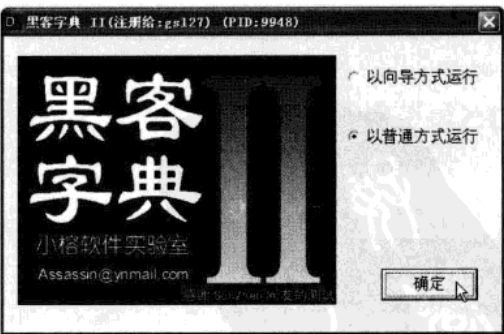 黑客字典 II(注册给:gs127) (PID:9948)
黑客
字典
II
小榕软件实验室
Assassin@ynmail.com
以向导方式运行
以普通方式运行
确定